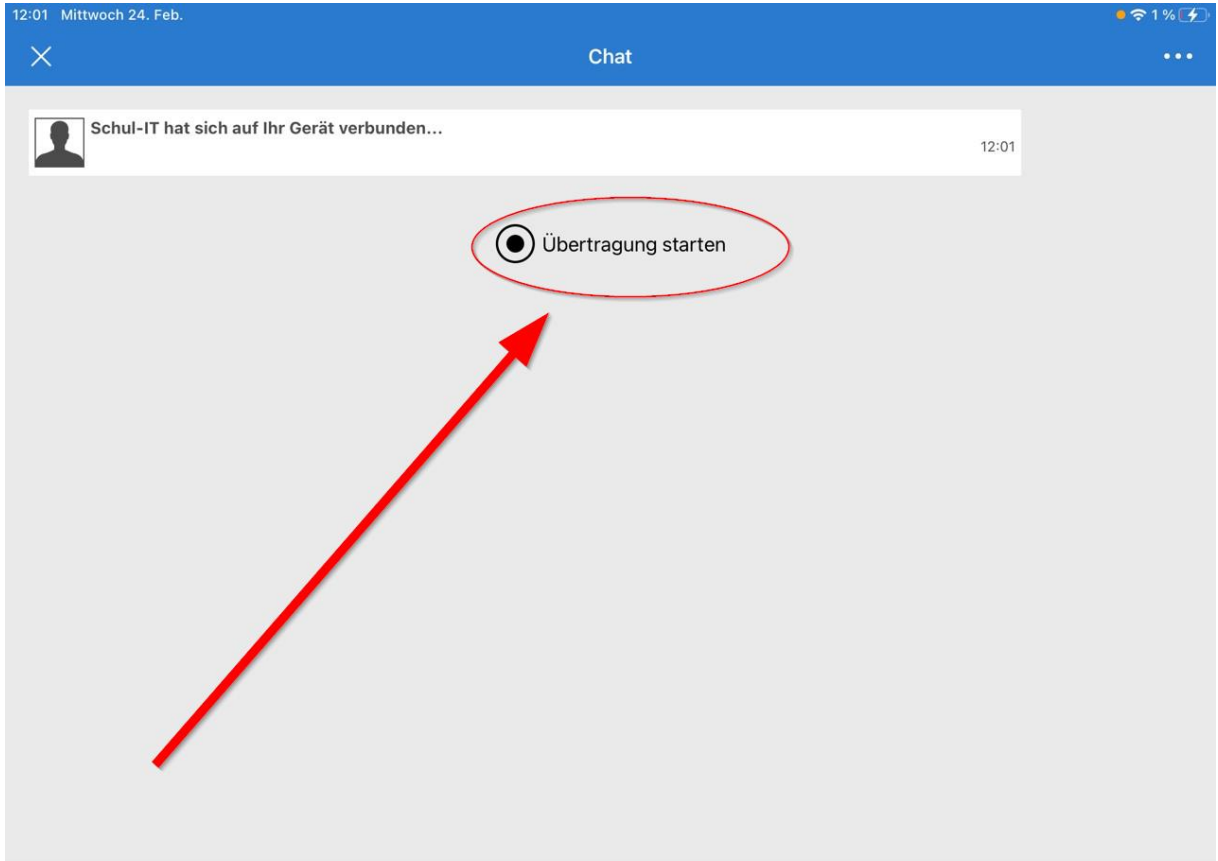 12:01 Mittwoch 24. Feb. 1 %
Chat
Schul-IT hat sich auf Ihr Gerät verbunden...
12:01
Übertragung starten